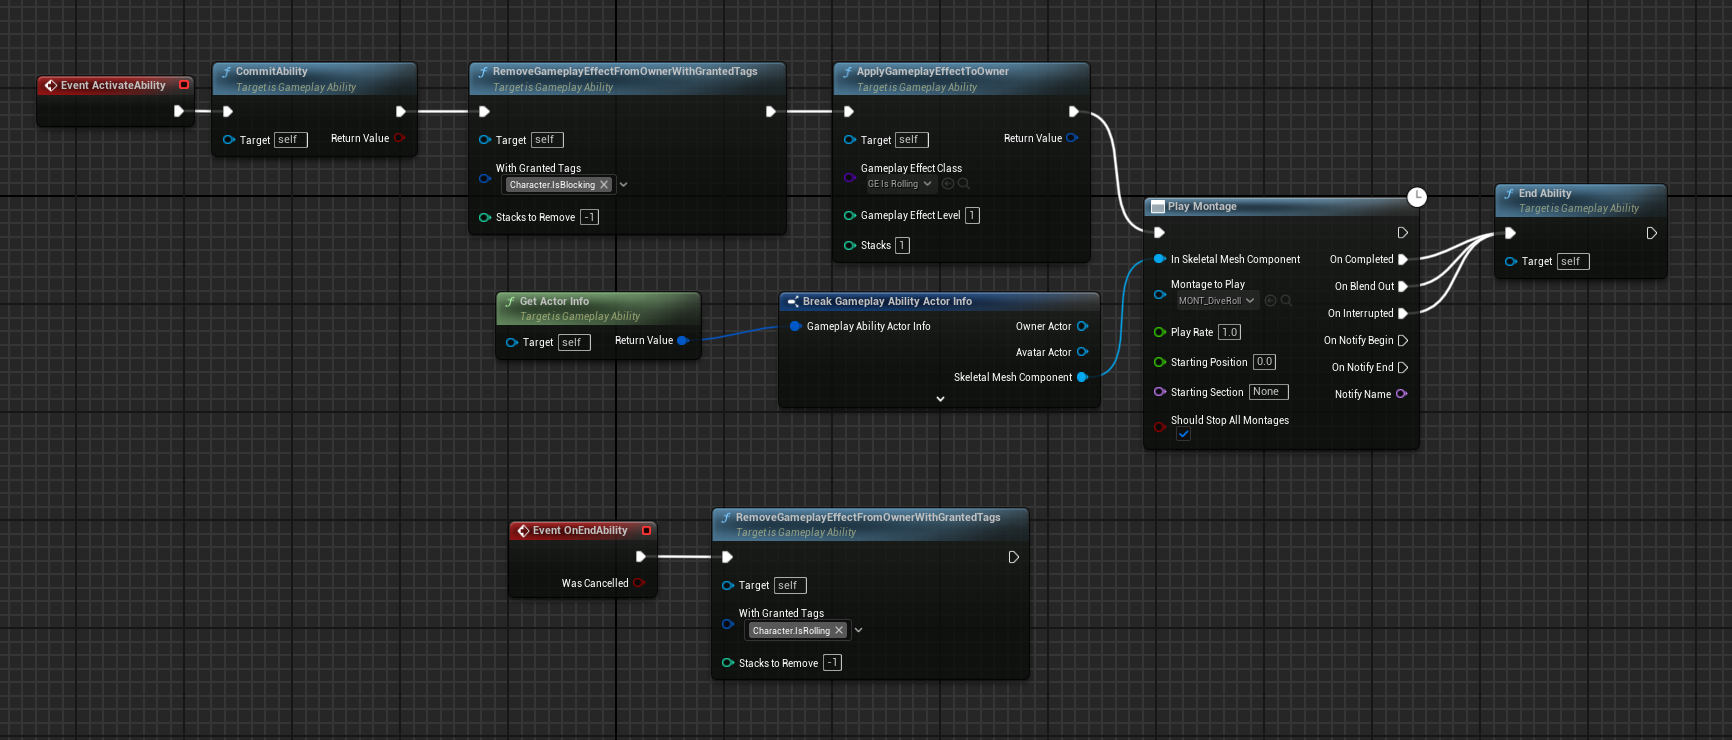 Event ActivateAbility
CommitAbility
Target is Gameplay Ability
Target self
Return Value
RemoveGameplayEffectFromOwnerWithGrantedTags
Target is Gameplay Ability
Target self
With Granted Tags
Character.IsBlocking
Stacks to Remove -1
ApplyGameplayEffectToOwner
Target is Gameplay Ability
Target self
Return Value
Gameplay Effect Class
GE Is Rolling
Gameplay Effect Level 1
Stacks 1
Get Actor Info
Target is Gameplay Ability
Target self
Return Value
Break Gameplay Ability Actor Info
Gameplay Ability Actor Info
Owner Actor
Avatar Actor
Skeletal Mesh Component
Play Montage
In Skeletal Mesh Component
On Completed
Montage to Play
MONT_DiveRoll
On Blend Out
On Interrupted
Play Rate 1.0
On Notify Begin
Starting Position 0.0
On Notify End
Starting Section None
Notify Name
Should Stop All Montages
End Ability
Target is Gameplay Ability
Target self
Event OnEndAbility
Was Cancelled
RemoveGameplayEffectFromOwnerWithGrantedTags
Target is Gameplay Ability
Target self
With Granted Tags
Character.IsRolling
Stacks to Remove -1